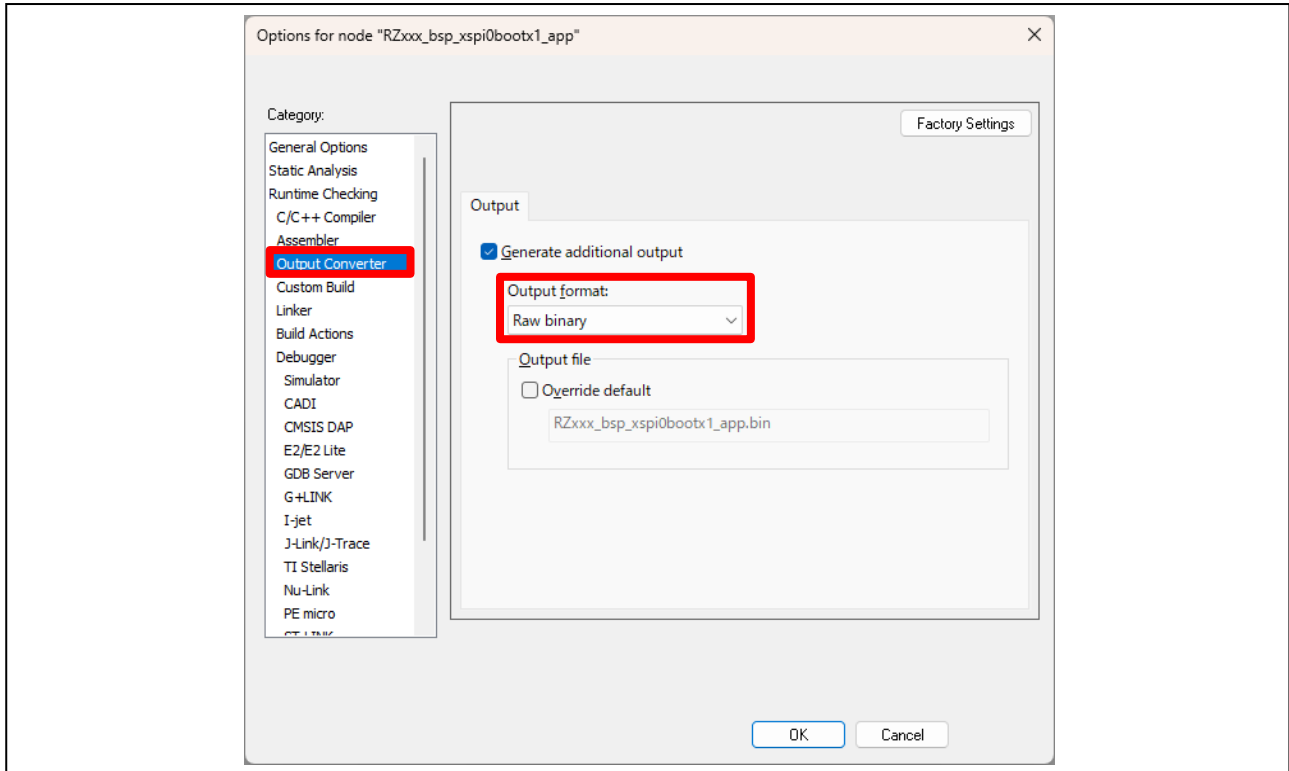 Options for node "RZxxx_bsp_xspi0bootx1_app"
Category:
Factory Settings
General Options
Static Analysis
Runtime Checking
C/C++ Compiler
Assembler
Output Converter
Custom Build
Linker
Build Actions
Debugger
Simulator
CADI
CMSIS DAP
E2/E2 Lite
GDB Server
G+LINK
I-jet
J-Link/J-Trace
TI Stellaris
Nu-Link
PE micro
ST-LINK
Output
Generate additional output
Output format:
Raw binary
Output file
Override default
RZxxx_bsp_xspi0bootx1_app.bin
OK
Cancel